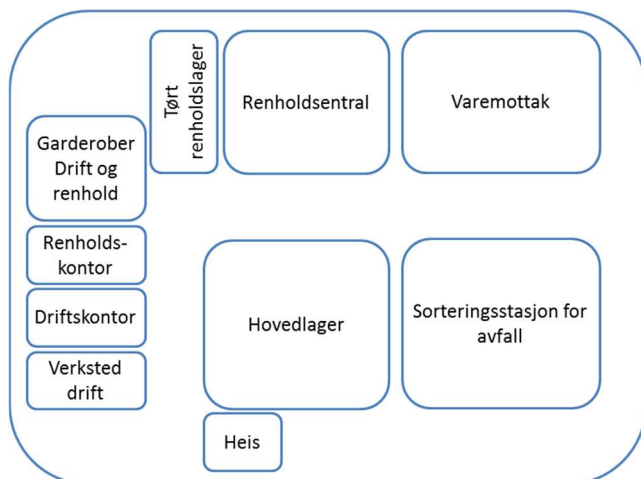 Tørt
renholdslager
Renholdsentral
Varemottak
Garderober
Drift og
renhold
Renholds-
kontor
Driftskontor
Verksted
drift
Hovedlager
Sorteringsstasjon for
avfall
Heis